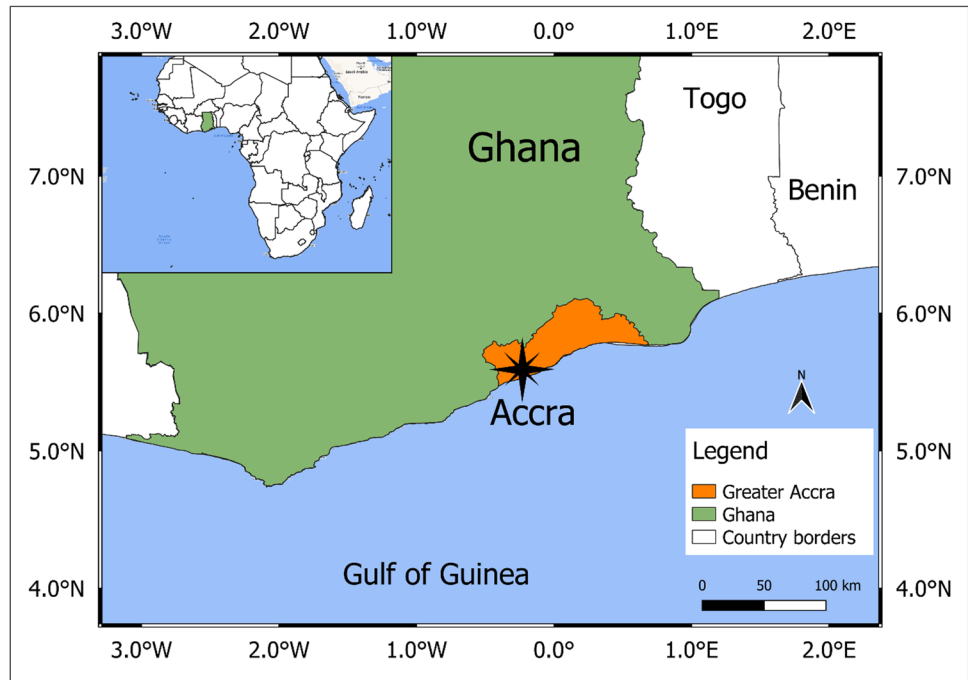 3.0°W 2.0°W 1.0°W 0.0° 1.0°E 2.0°E
Saudi Arabia
Togo
Ghana
7.0°N 7.0°N
Benin
6.0°N 6.0°N
Accra
N
5.0°N 5.0°N
Legend
Greater Accra
Ghana
Country borders
Gulf of Guinea
0 50 100 km
4.0°N 4.0°N
3.0°W 2.0°W 1.0°W 0.0° 1.0°E 2.0°E